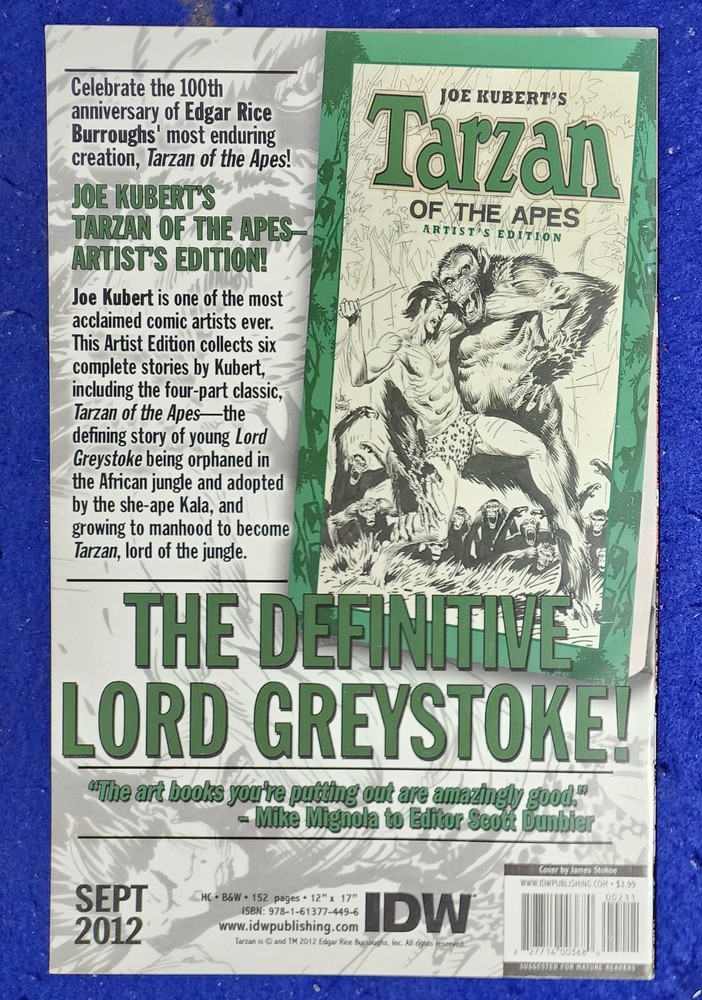 Celebrate the 100th
anniversary of Edgar Rice
Burroughs' most enduring
creation, Tarzan of the Apes!
JOE KUBERT'S
TARZAN OF THE APES—
ARTIST'S EDITION!
Joe Kubert is one of the most
acclaimed comic artists ever.
This Artist Edition collects six
complete stories by Kubert,
including the four-part classic,
Tarzan of the Apes—the
defining story of young Lord
Greystoke being orphaned in
the African jungle and adopted
by the she-ape Kala, and
growing to manhood to become
Tarzan, lord of the jungle.
JOE KUBERT'S
Tarzan
OF THE APES
ARTIST'S EDITION
THE DEFINITIVE
LORD GREYSTOKE!
"The art books you're putting out are amazingly good."
– Mike Mignola to Editor Scott Dunbier
SEPT
2012
HC • B&W • 152 pages • 12" x 17"
ISBN: 978-1-61377-449-6
www.idwpublishing.com
IDW
Tarzan is © and TM 2012 Edgar Rice Burroughs, Inc. All rights reserved.
Cover by James Stokoe
WWW.IDWPUBLISHING.COM • $3.99
00211
27714 00368
SUGGESTED FOR MATURE READERS